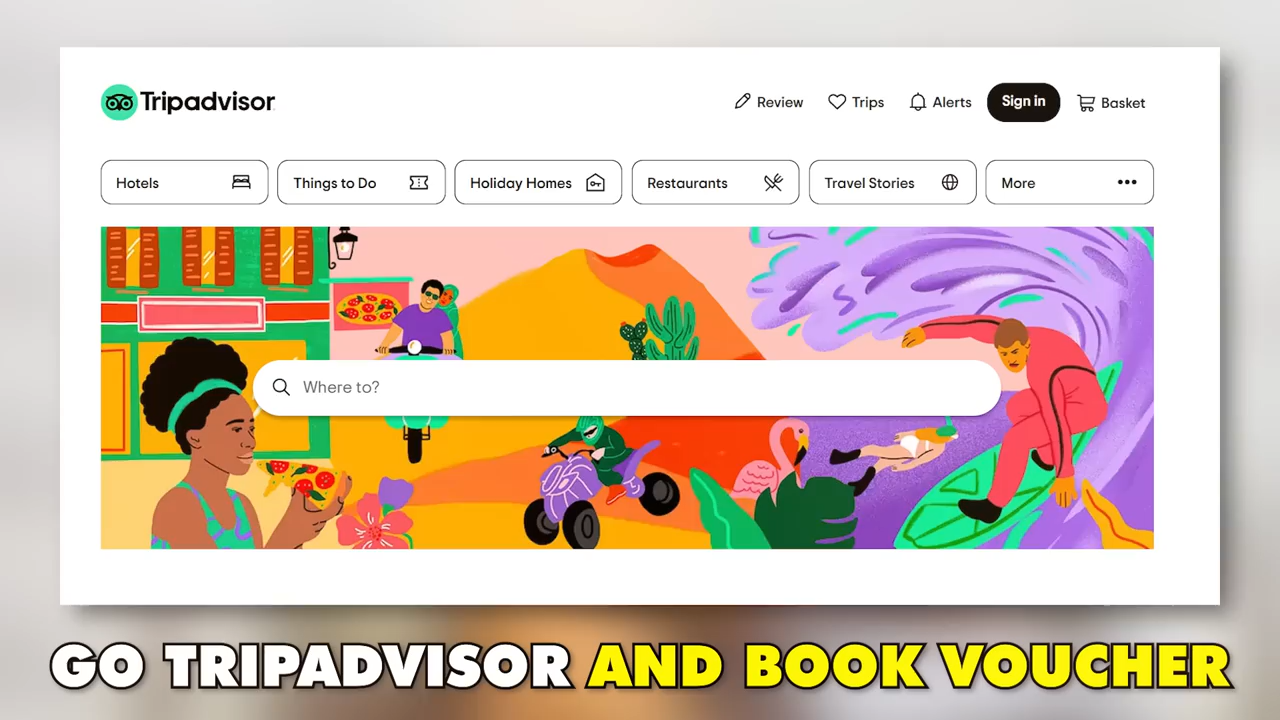 Tripadvisor
Review Trips Alerts Sign in Basket
Hotels Things to Do Holiday Homes Restaurants Travel Stories More
Where to?
GO TRIPADVISOR AND BOOK VOUCHER